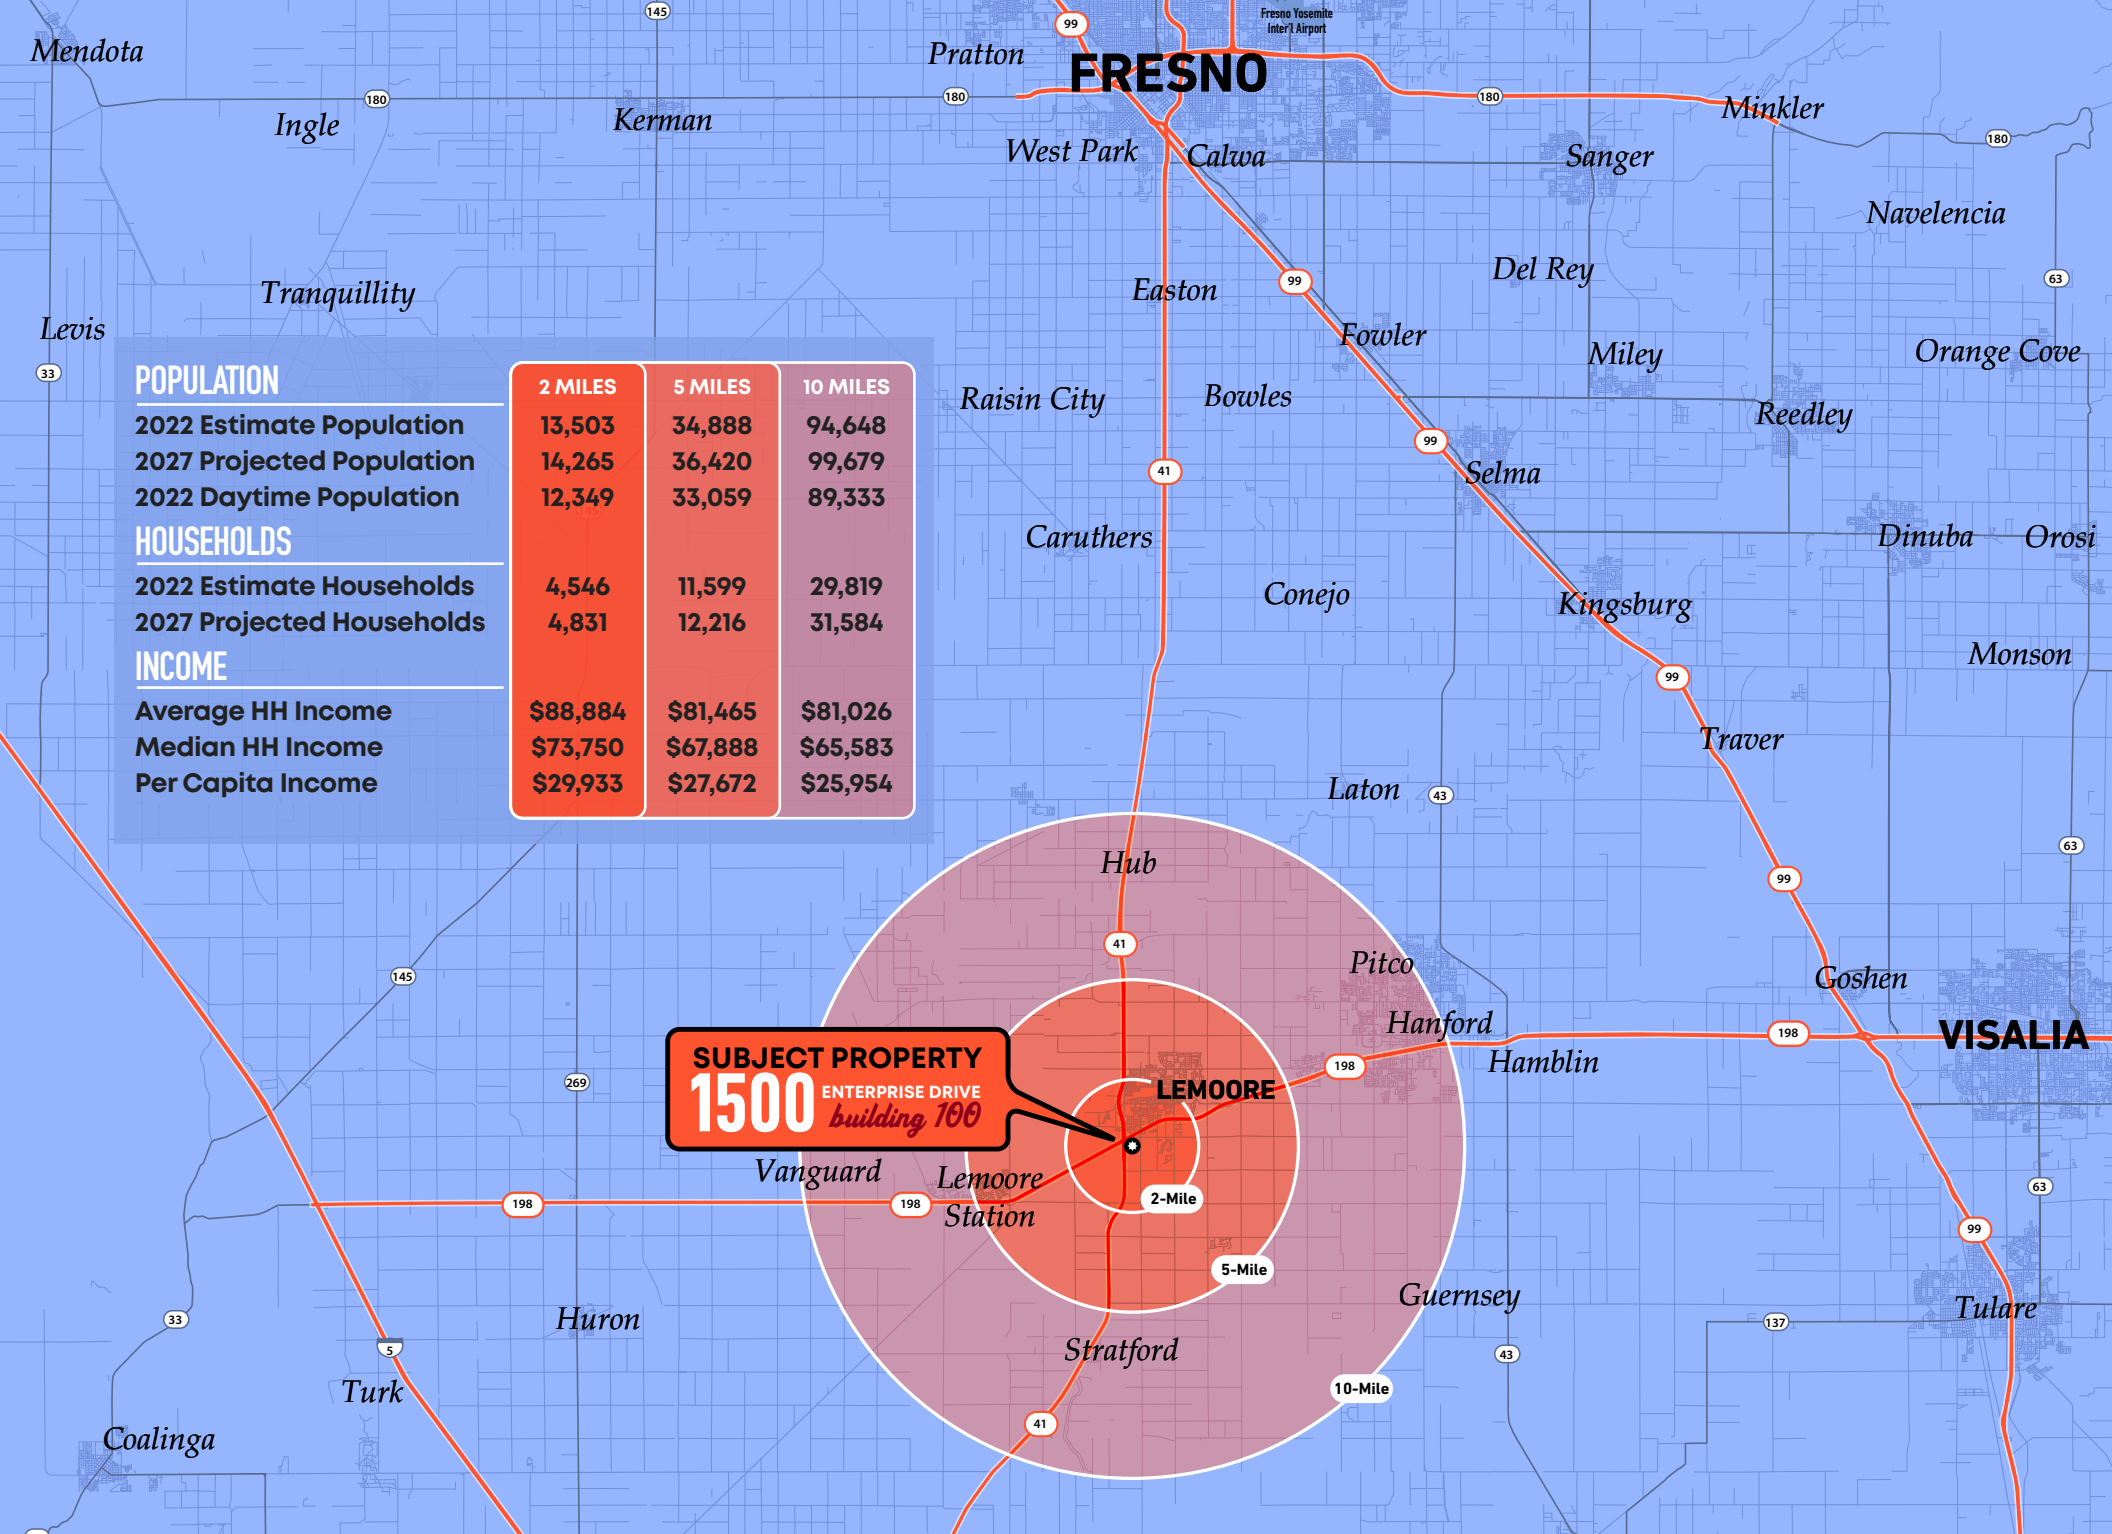 145
99
Fresno Yosemite
Inter'l Airport
Mendota
Pratton
FRESNO
180
180
180
Ingle
Kerman
Minkler
180
West Park
Calwa
Sanger
Navelencia
Tranquillity
Easton
99
Del Rey
63
Levis
Fowler
Miley
Orange Cove
33
POPULATION
2 MILES 5 MILES 10 MILES
2022 Estimate Population 13,503 34,888 94,648
2027 Projected Population 14,265 36,420 99,679
2022 Daytime Population 12,349 33,059 89,333
145
HOUSEHOLDS
2022 Estimate Households 4,546 11,599 29,819
2027 Projected Households 4,831 12,216 31,584
INCOME
Average HH Income $88,884 $81,465 $81,026
Median HH Income $73,750 $67,888 $65,583
Per Capita Income $29,933 $27,672 $25,954
Raisin City
Bowles
Reedley
99
41
Selma
Caruthers
Dinuba
Orosi
Conejo
Kingsburg
Monson
99
Traver
Laton
43
63
Hub
99
41
Pitco
145
Goshen
Hanford
198
VISALIA
SUBJECT PROPERTY
1500 ENTERPRISE DRIVE
building 100
198
Hamblin
269
LEMOORE
Vanguard
Lemoore
Station
198
198
2-Mile
63
99
5-Mile
Guernsey
Tulare
33
Huron
137
5
Stratford
43
Turk
10-Mile
41
Coalinga